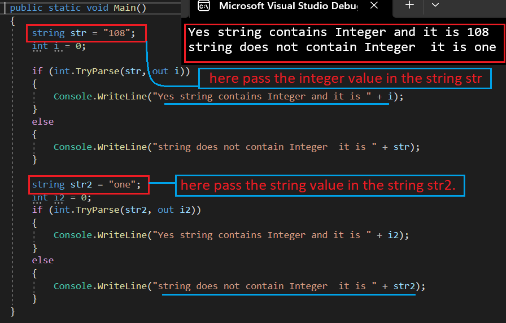 public static void Main()
{
string str = "108";
int i = 0;
if (int.TryParse(str, out i))
{
Console.WriteLine("Yes string contains Integer and it is " + i);
}
else
{
Console.WriteLine("string does not contain Integer  it is " + str);
}
string str2 = "one";
int i2 = 0;
if (int.TryParse(str2, out i2))
{
Console.WriteLine("Yes string contains Integer and it is " + i2);
}
else
{
Console.WriteLine("string does not contain Integer  it is " + str2);
}
}
Microsoft Visual Studio Debug
Yes string contains Integer and it is 108
string does not contain Integer  it is one
here pass the integer value in the string str
here pass the string value in the string str2.